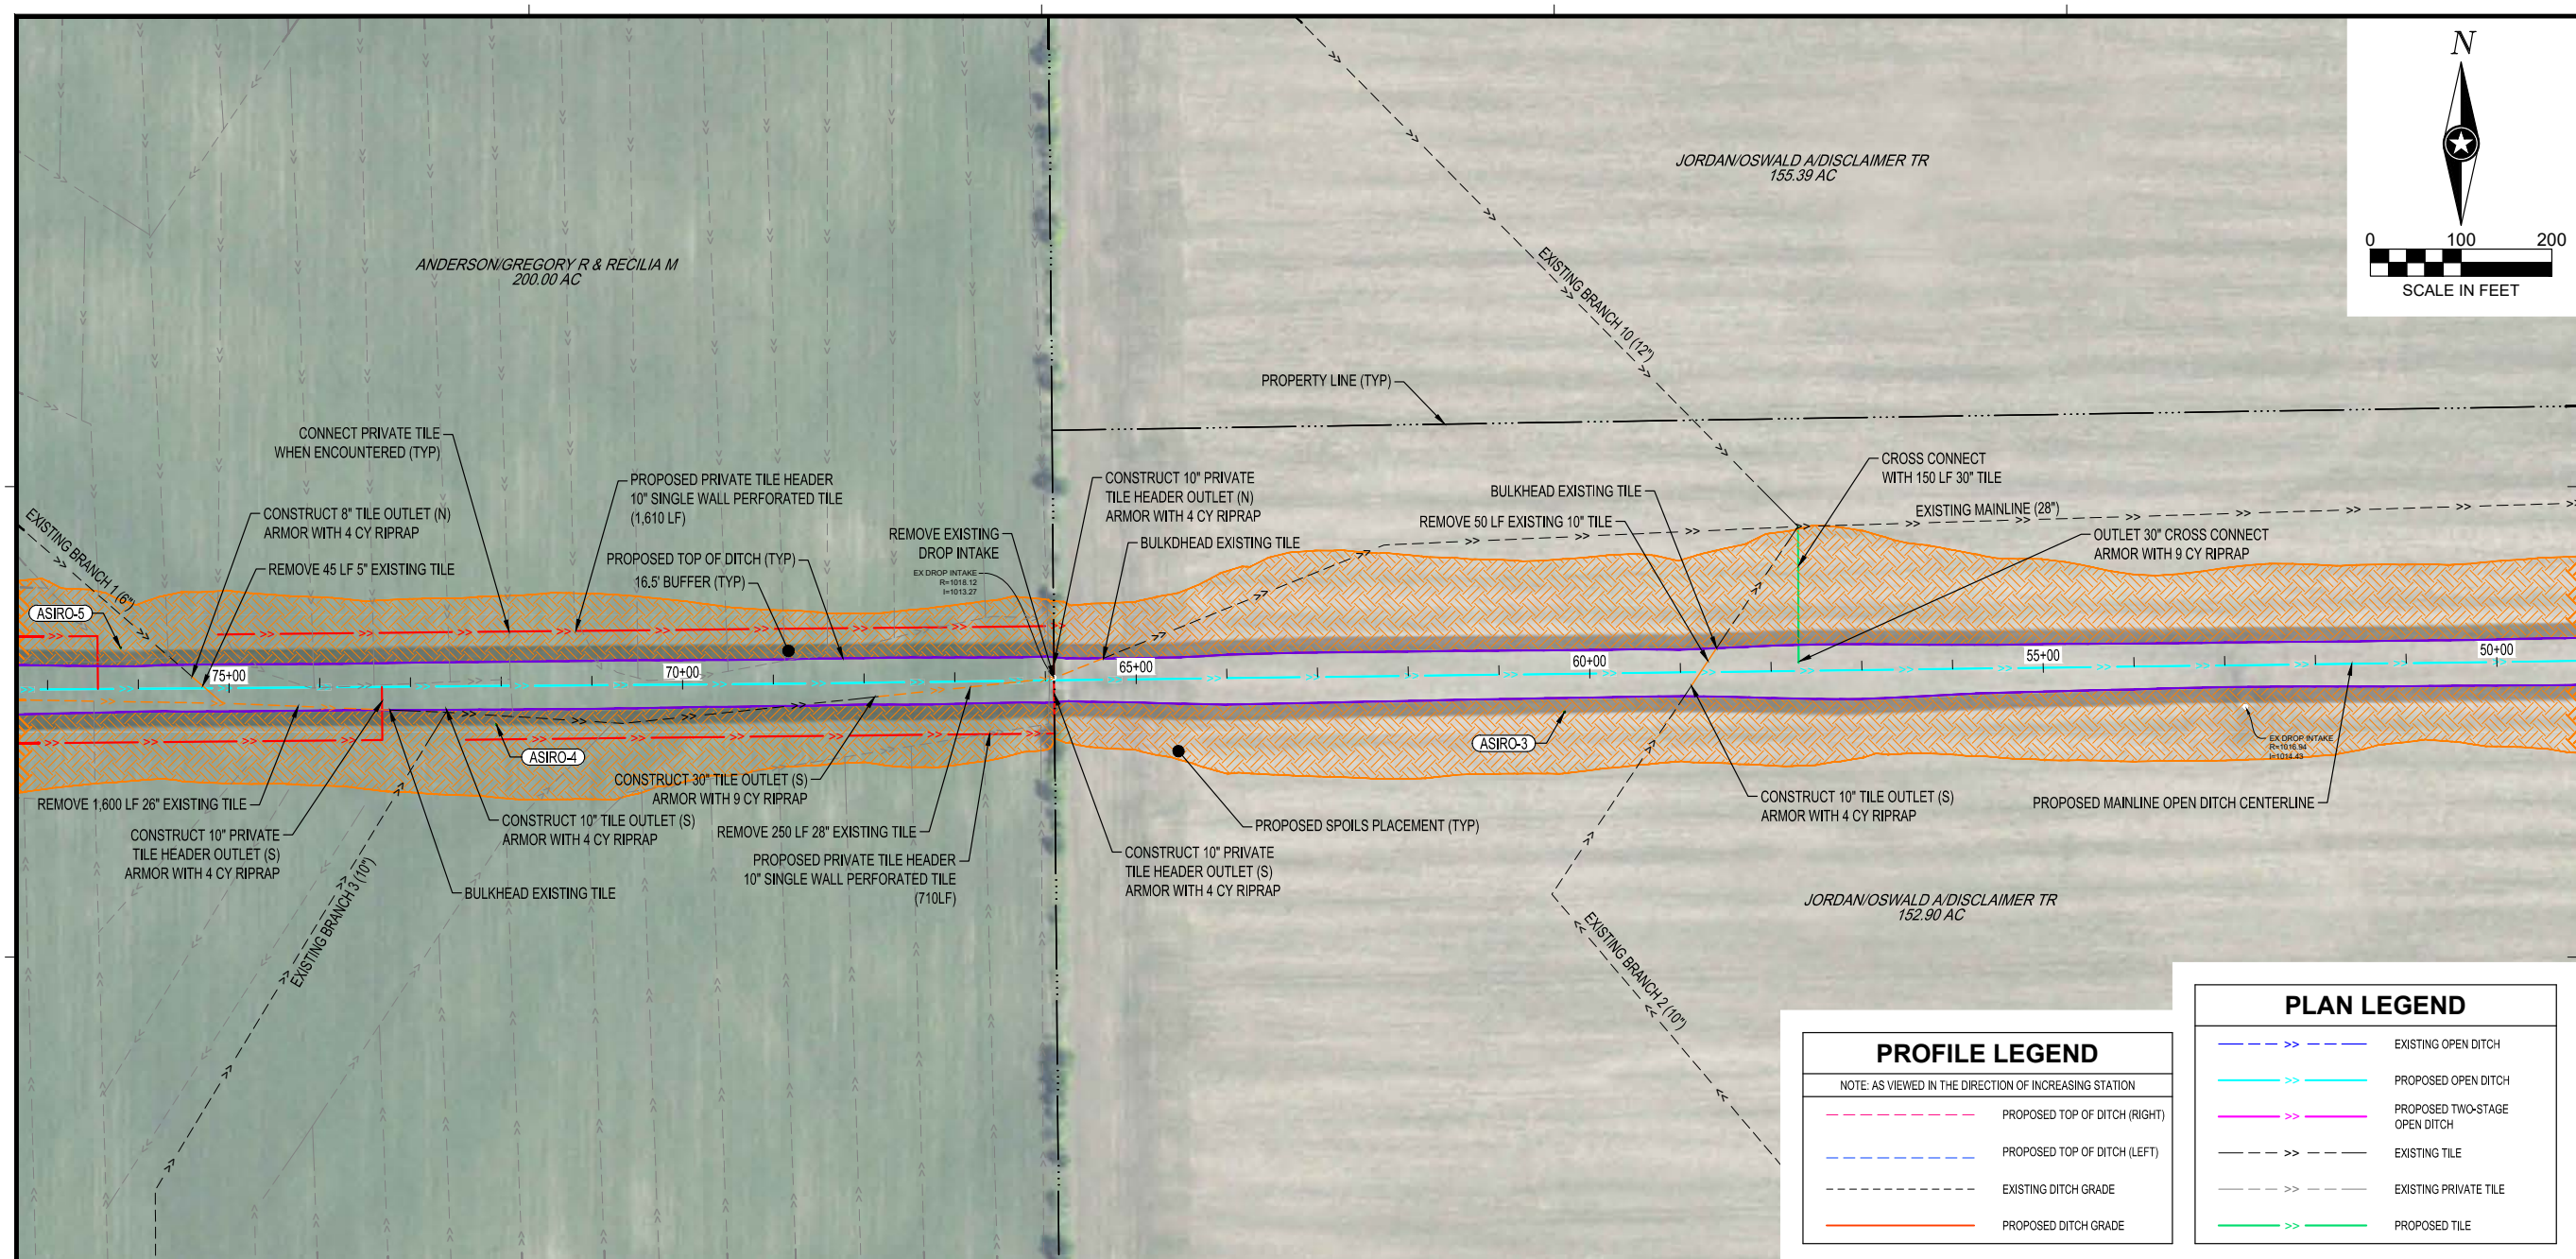 N
0 100 200
SCALE IN FEET
JORDAN/OSWALD A/DISCLAIMER TR
155.39 AC
ANDERSON/GREGORY R & RECILIA M
200.00 AC
EXISTING BRANCH 10 (12")
PROPERTY LINE (TYP)
CONNECT PRIVATE TILE
WHEN ENCOUNTERED (TYP)
PROPOSED PRIVATE TILE HEADER
10" SINGLE WALL PERFORATED TILE
(1,610 LF)
CONSTRUCT 10" PRIVATE
TILE HEADER OUTLET (N)
ARMOR WITH 4 CY RIPRAP
BULKHEAD EXISTING TILE
CROSS CONNECT
WITH 150 LF 30" TILE
EXISTING MAINLINE (28")
CONSTRUCT 8" TILE OUTLET (N)
ARMOR WITH 4 CY RIPRAP
REMOVE EXISTING
DROP INTAKE
REMOVE 50 LF EXISTING 10" TILE
BULKDHEAD EXISTING TILE
OUTLET 30" CROSS CONNECT
ARMOR WITH 9 CY RIPRAP
EXISTING BRANCH 1 (6")
REMOVE 45 LF 5" EXISTING TILE
PROPOSED TOP OF DITCH (TYP)
16.5' BUFFER (TYP)
EX DROP INTAKE
R=1018.12
I=1013.27
ASIRO-5
75+00
70+00
65+00
60+00
55+00
50+00
ASIRO-4
ASIRO-3
EX DROP INTAKE
R=1016.94
I=1014.43
REMOVE 1,600 LF 26" EXISTING TILE
CONSTRUCT 10" PRIVATE
TILE HEADER OUTLET (S)
ARMOR WITH 4 CY RIPRAP
CONSTRUCT 30" TILE OUTLET (S)
ARMOR WITH 9 CY RIPRAP
CONSTRUCT 10" TILE OUTLET (S)
ARMOR WITH 4 CY RIPRAP
REMOVE 250 LF 28" EXISTING TILE
PROPOSED PRIVATE TILE HEADER
10" SINGLE WALL PERFORATED TILE
(710LF)
BULKHEAD EXISTING TILE
EXISTING BRANCH 3 (10")
PROPOSED SPOILS PLACEMENT (TYP)
CONSTRUCT 10" PRIVATE
TILE HEADER OUTLET (S)
ARMOR WITH 4 CY RIPRAP
CONSTRUCT 10" TILE OUTLET (S)
ARMOR WITH 4 CY RIPRAP
PROPOSED MAINLINE OPEN DITCH CENTERLINE
JORDAN/OSWALD A/DISCLAIMER TR
152.90 AC
EXISTING BRANCH 2 (10")
PROFILE LEGEND
NOTE: AS VIEWED IN THE DIRECTION OF INCREASING STATION
PROPOSED TOP OF DITCH (RIGHT)
PROPOSED TOP OF DITCH (LEFT)
EXISTING DITCH GRADE
PROPOSED DITCH GRADE
PLAN LEGEND
EXISTING OPEN DITCH
PROPOSED OPEN DITCH
PROPOSED TWO-STAGE
OPEN DITCH
EXISTING TILE
EXISTING PRIVATE TILE
PROPOSED TILE